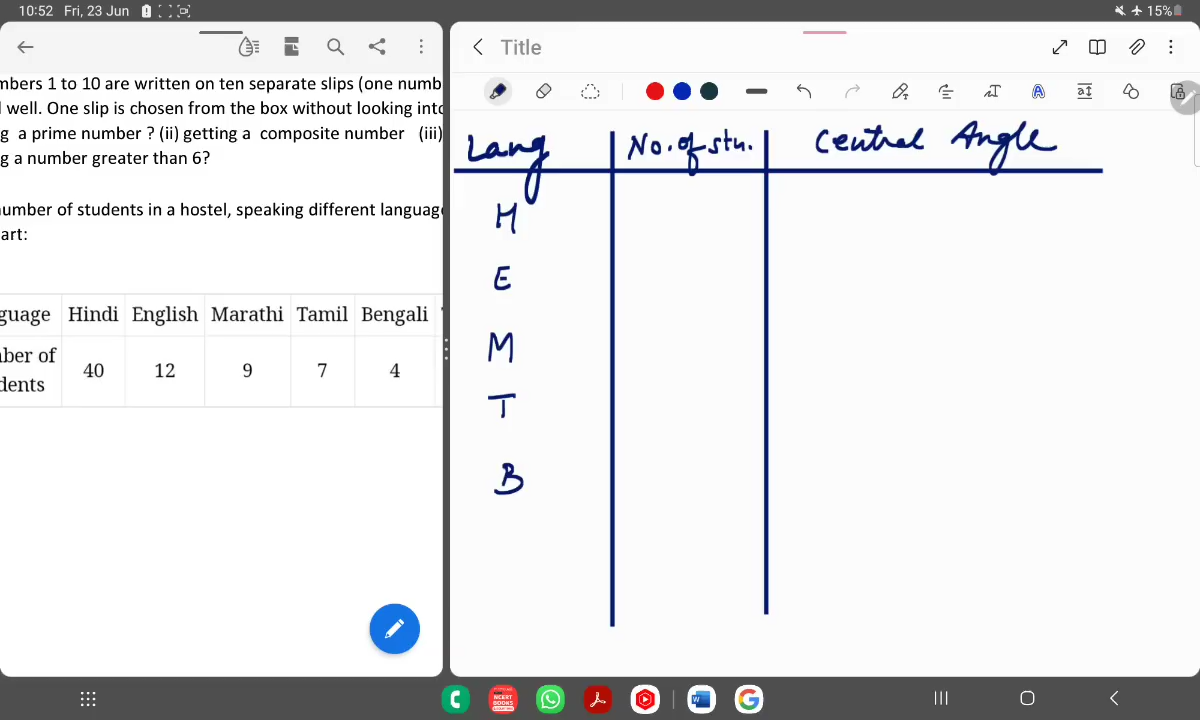 10:52 Fri, 23 Jun 15%
mbers 1 to 10 are written on ten separate slips (one numb
l well. One slip is chosen from the box without looking into
g a prime number ? (ii) getting a composite number (iii)
g a number greater than 6?
number of students in a hostel, speaking different language
art:
guage Hindi English Marathi Tamil Bengali
ber of
dents 40 12 9 7 4
Title
Lang No. of stu. Central Angle
H
E
M
T
B